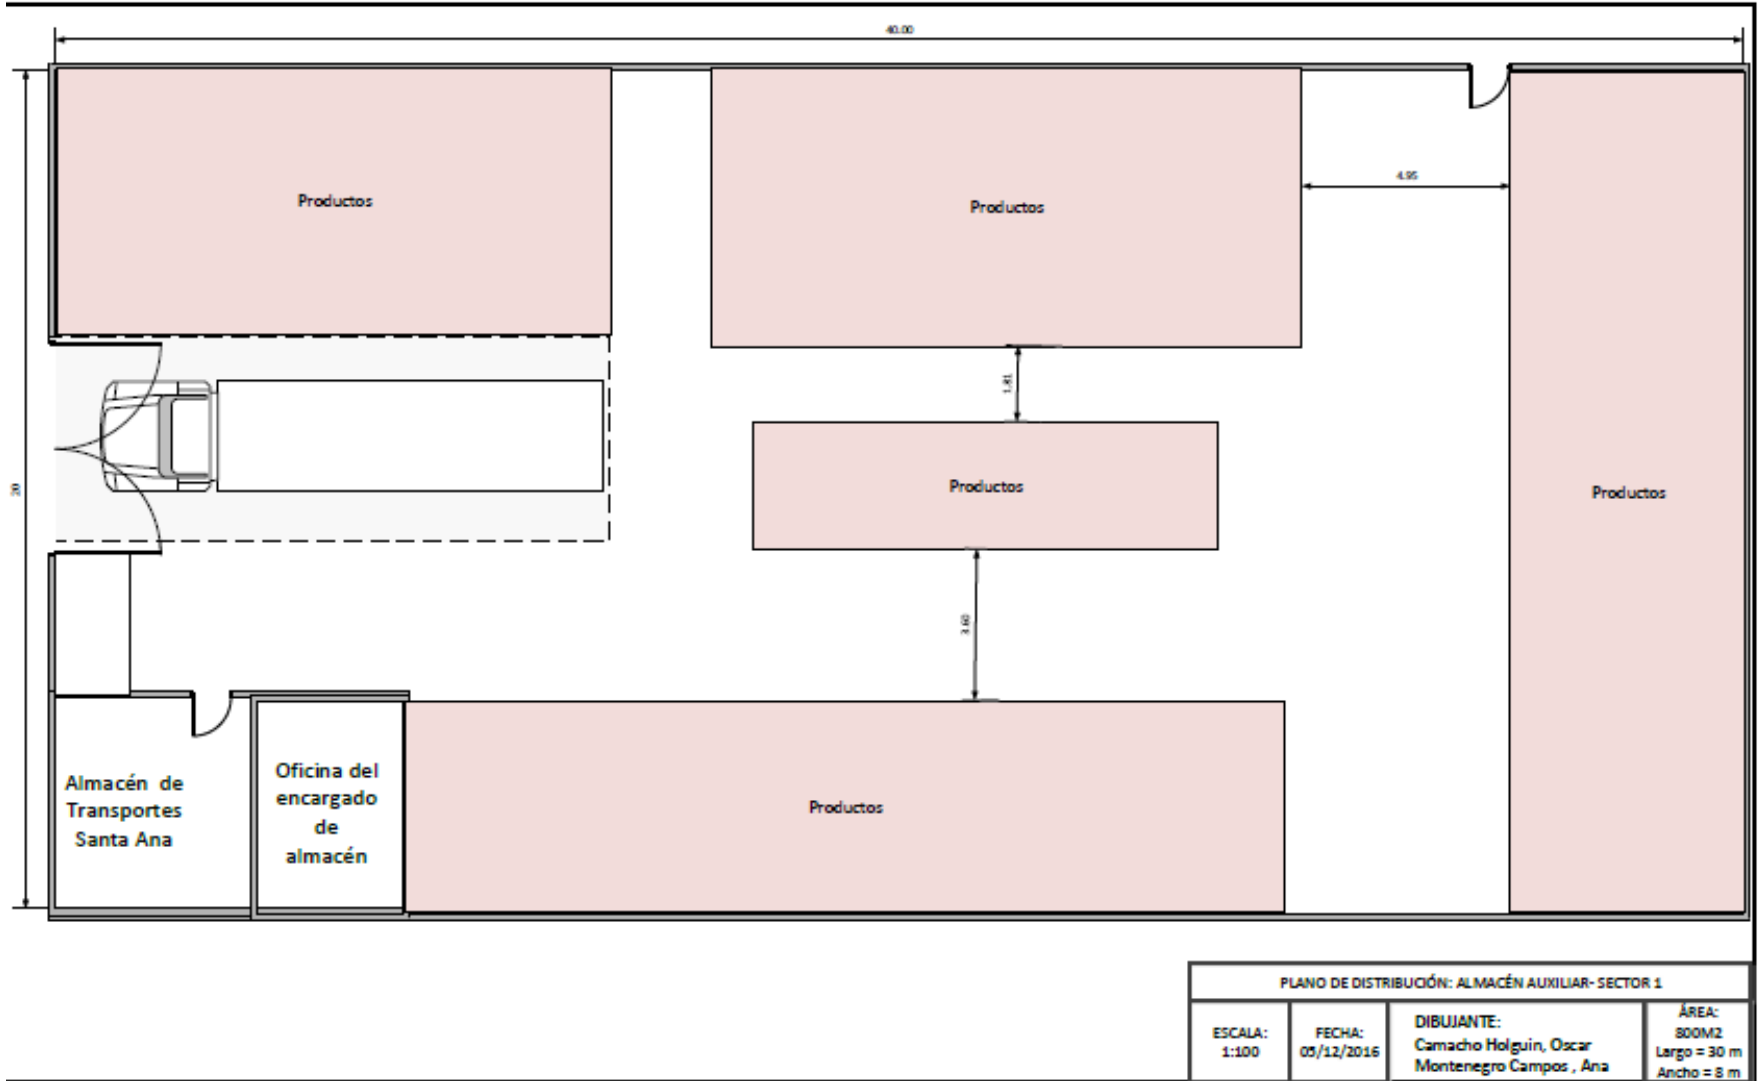 40.00
Productos
Productos
4.95
1.81
20
Productos
Productos
3.60
Almacén de
Transportes
Santa Ana
Oficina del
encargado
de
almacén
Productos
PLANO DE DISTRIBUCIÓN: ALMACÉN AUXILIAR- SECTOR 1
ESCALA:
1:100
FECHA:
05/12/2016
DIBUJANTE:
Camacho Holguin, Oscar
Montenegro Campos , Ana
ÁREA:
800M2
Largo = 30 m
Ancho = 8 m